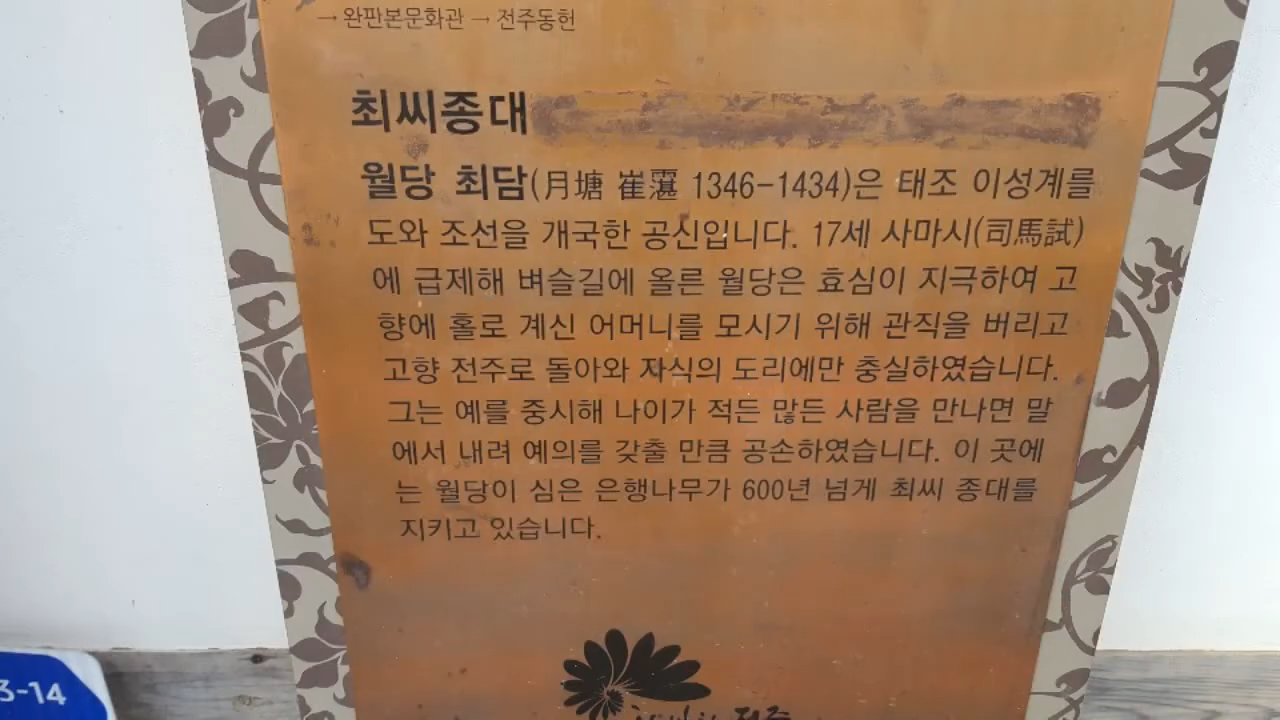 → 완판본문화관 → 전주동헌
최씨종대
월당 최담(月塘 崔霮 1346-1434)은 태조 이성계를
도와 조선을 개국한 공신입니다. 17세 사마시(司馬試)
에 급제해 벼슬길에 올른 월당은 효심이 지극하여 고
향에 홀로 계신 어머니를 모시기 위해 관직을 버리고
고향 전주로 돌아와 자식의 도리에만 충실하였습니다.
그는 예를 중시해 나이가 적든 많든 사람을 만나면 말
에서 내려 예의를 갖출 만큼 공손하였습니다. 이 곳에
는 월당이 심은 은행나무가 600년 넘게 최씨 종대를
지키고 있습니다.
3-14
전주